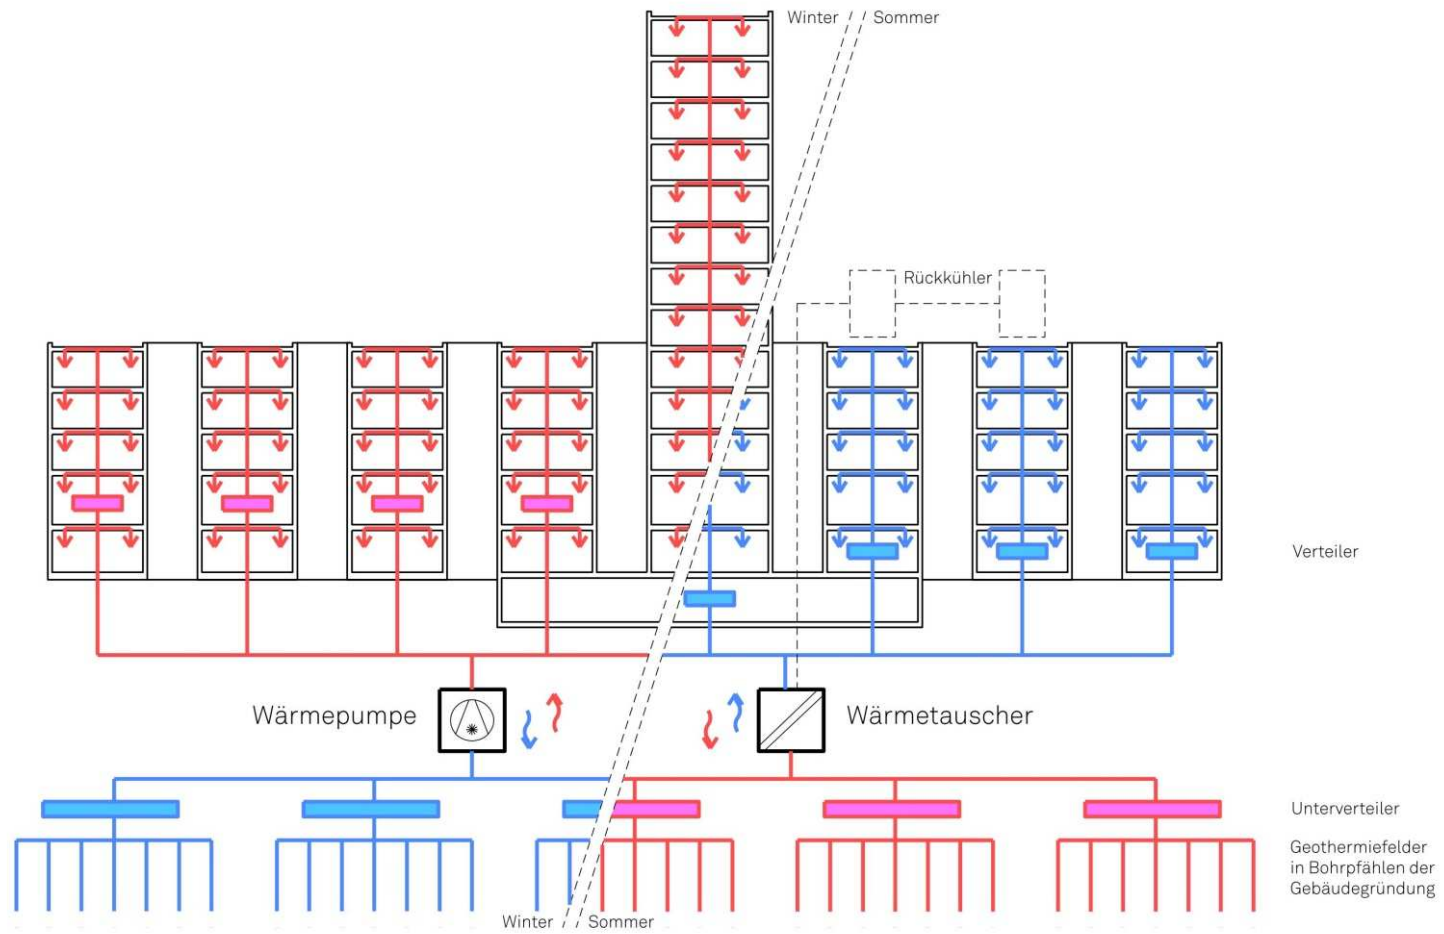 Winter
Sommer
Rückkühler
Verteiler
Wärmepumpe
Wärmetauscher
Unterverteiler
Geothermiefelder
in Bohrpfählen der
Gebäudegründung
Winter
Sommer